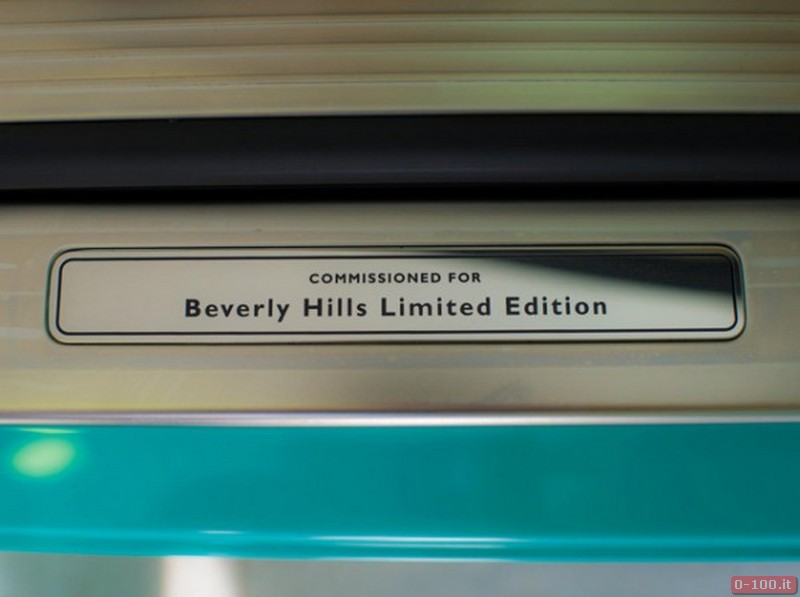 COMMISSIONED FOR
Beverly Hills Limited Edition
0-100.it